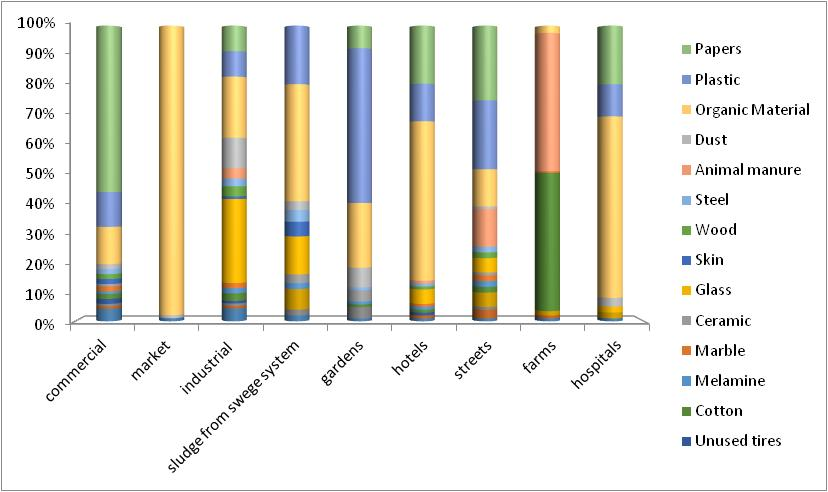 100%
90%
80%
70%
60%
50%
40%
30%
20%
10%
0%
commercial
market
industrial
sludge from swege system
gardens
hotels
streets
farms
hospitals
Papers
Plastic
Organic Material
Dust
Animal manure
Steel
Wood
Skin
Glass
Ceramic
Marble
Melamine
Cotton
Unused tires